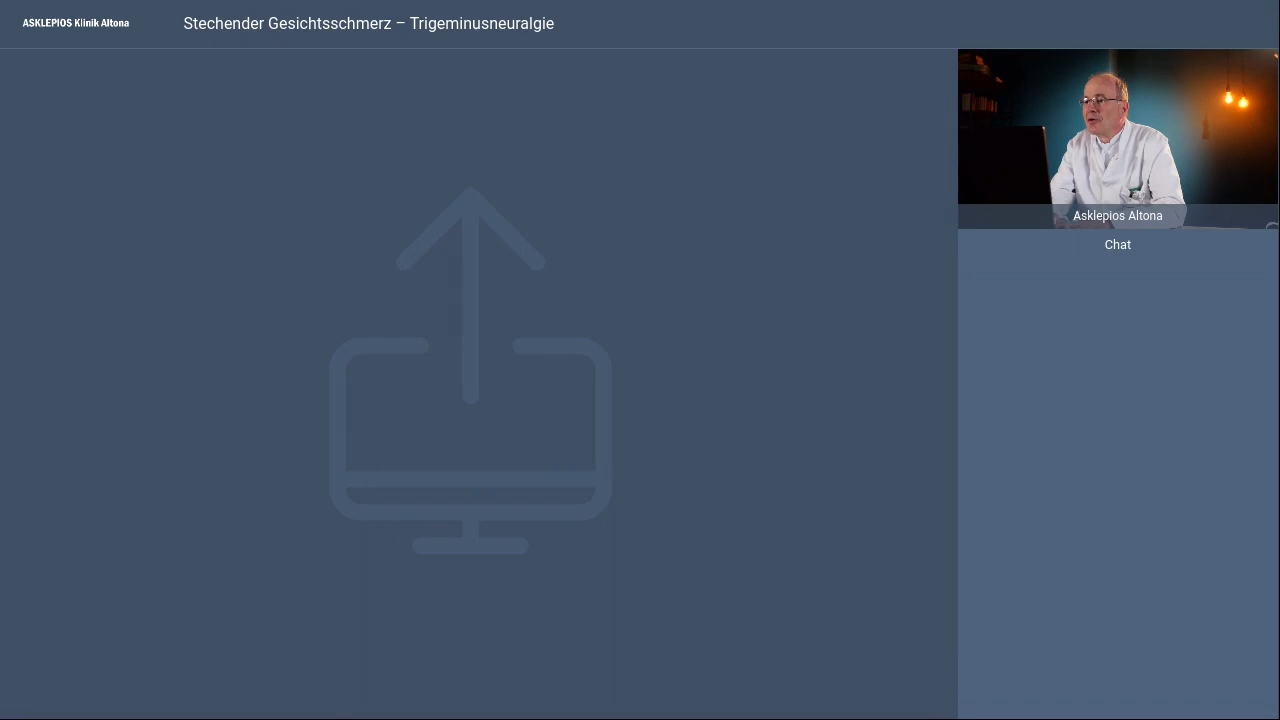 ASKLEPIOS Klinik Altona
Stechender Gesichtsschmerz – Trigeminusneuralgie
Asklepios Altona
Chat